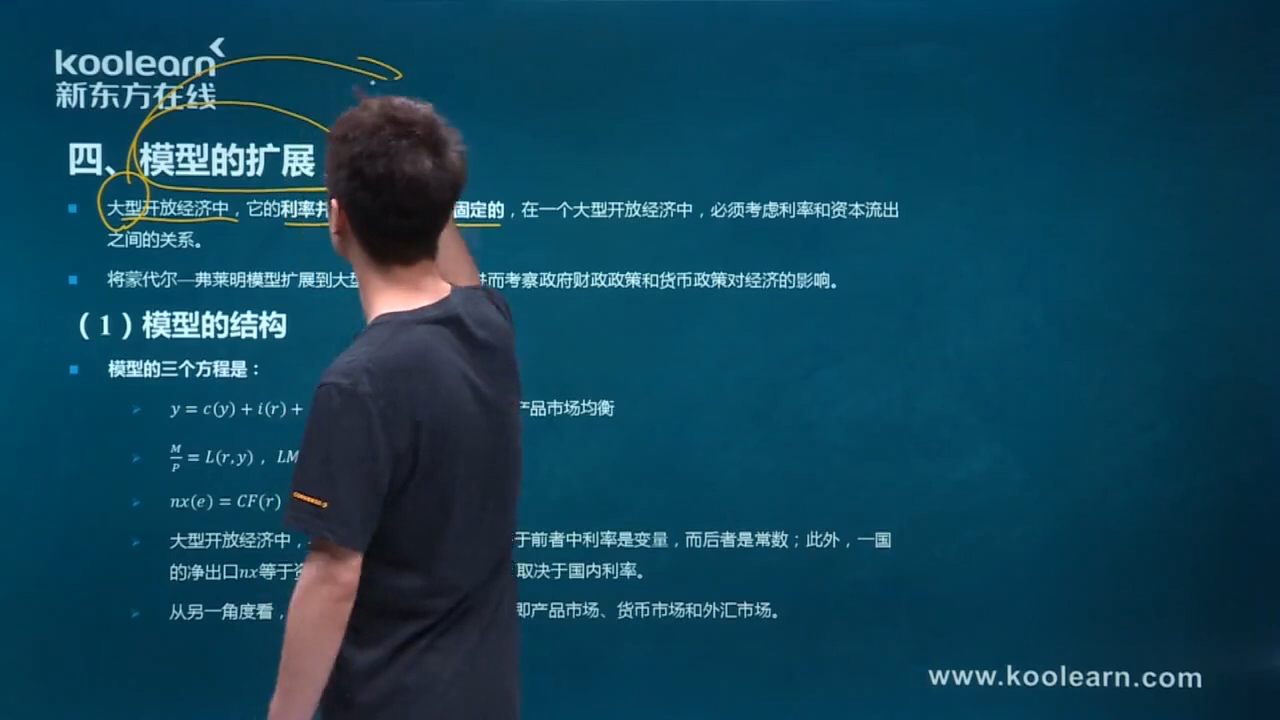 koolearn
新东方在线
四、模型的扩展
大型开放经济中，它的利率并 固定的，在一个大型开放经济中，必须考虑利率和资本流出
之间的关系。
将蒙代尔—弗莱明模型扩展到大型 并而考察政府财政政策和货币政策对经济的影响。
（1）模型的结构
模型的三个方程是：
y = c(y) + i(r) + 产品市场均衡
M/P = L(r, y)，LM
nx(e) = CF(r)
大型开放经济中， 于前者中利率是变量，而后者是常数；此外，一国
的净出口nx等于资 取决于国内利率。
从另一角度看， 即产品市场、货币市场和外汇市场。
www.koolearn.com